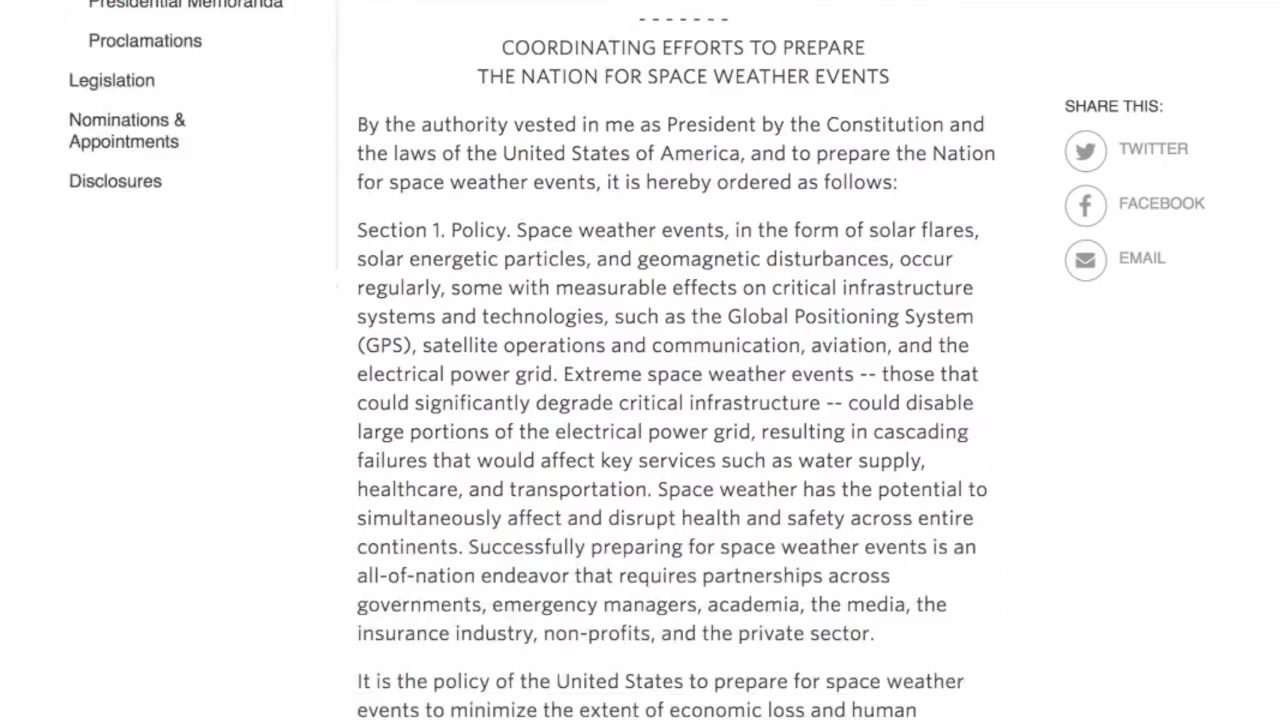 Presidential Memoranda
Proclamations
Legislation
Nominations &
Appointments
Disclosures
- - - - - - -
COORDINATING EFFORTS TO PREPARE
THE NATION FOR SPACE WEATHER EVENTS
By the authority vested in me as President by the Constitution and
the laws of the United States of America, and to prepare the Nation
for space weather events, it is hereby ordered as follows:
Section 1. Policy. Space weather events, in the form of solar flares,
solar energetic particles, and geomagnetic disturbances, occur
regularly, some with measurable effects on critical infrastructure
systems and technologies, such as the Global Positioning System
(GPS), satellite operations and communication, aviation, and the
electrical power grid. Extreme space weather events -- those that
could significantly degrade critical infrastructure -- could disable
large portions of the electrical power grid, resulting in cascading
failures that would affect key services such as water supply,
healthcare, and transportation. Space weather has the potential to
simultaneously affect and disrupt health and safety across entire
continents. Successfully preparing for space weather events is an
all-of-nation endeavor that requires partnerships across
governments, emergency managers, academia, the media, the
insurance industry, non-profits, and the private sector.
It is the policy of the United States to prepare for space weather
events to minimize the extent of economic loss and human
SHARE THIS:
TWITTER
FACEBOOK
EMAIL